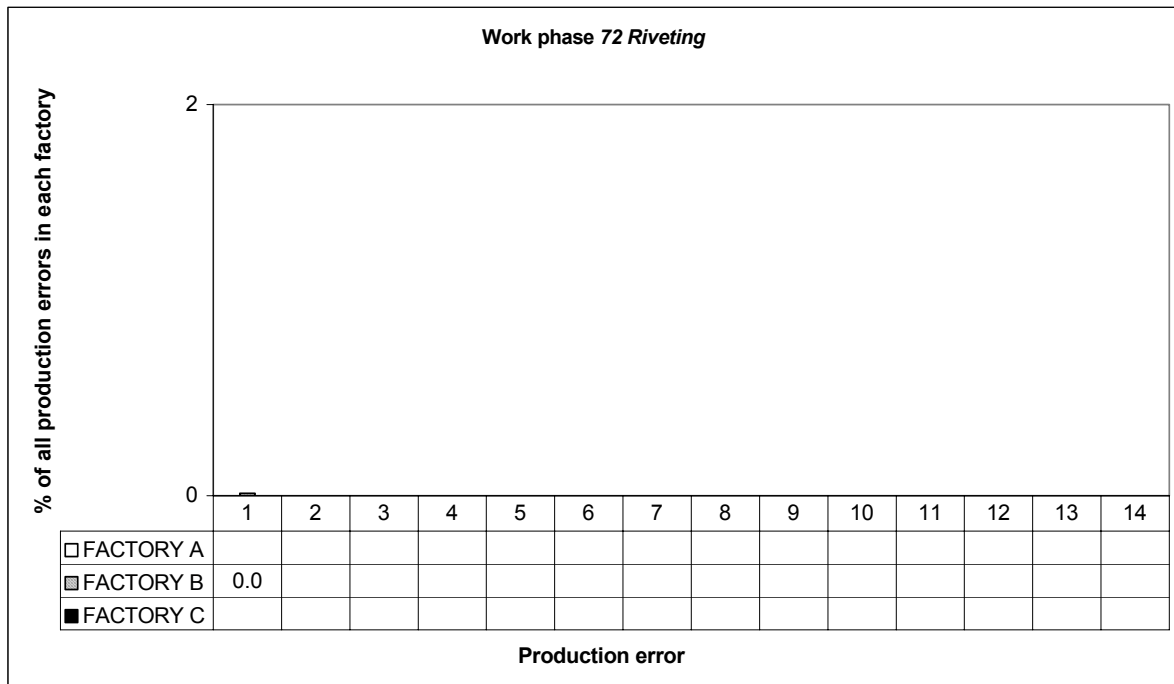 Work phase 72 Riveting
% of all production errors in each factory
2
0
1 2 3 4 5 6 7 8 9 10 11 12 13 14
FACTORY A
FACTORY B 0.0
FACTORY C
Production error